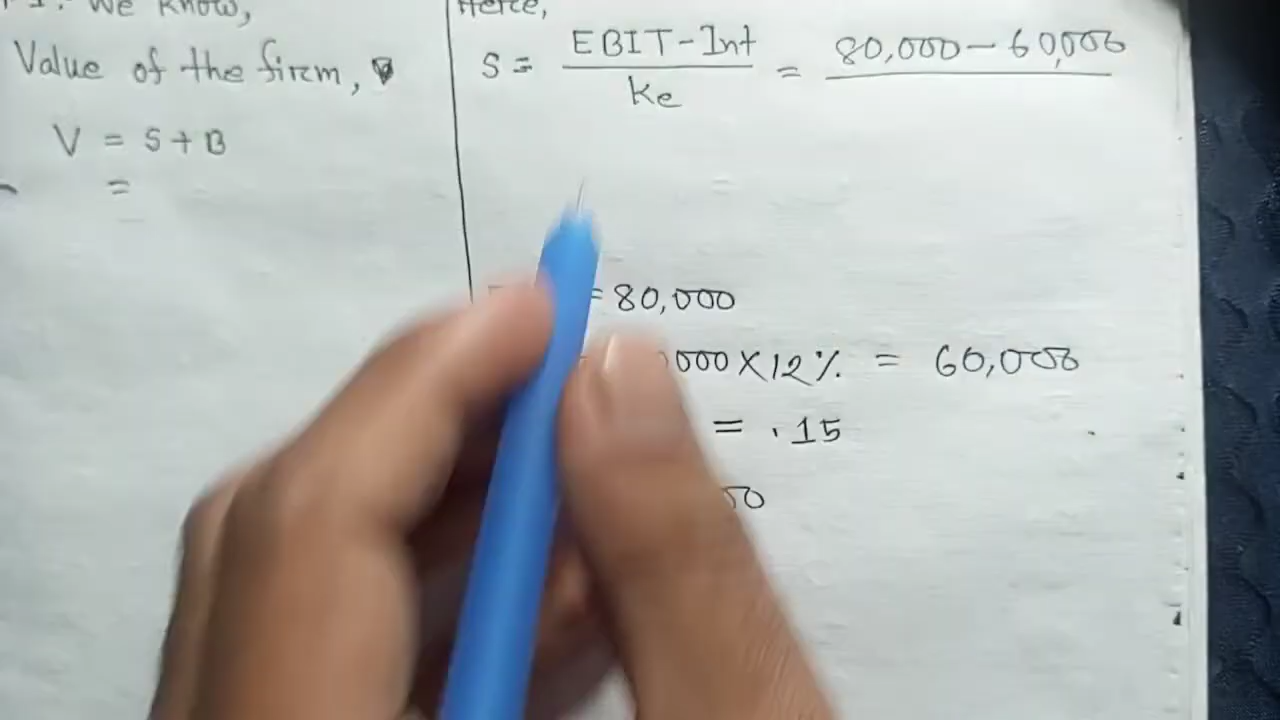 We know,
Value of the firm,
V = S + B
=
Here,
S = EBIT - Int / Ke = 80,000 - 60,000
= 80,000
000 X 12% = 60,000
= .15